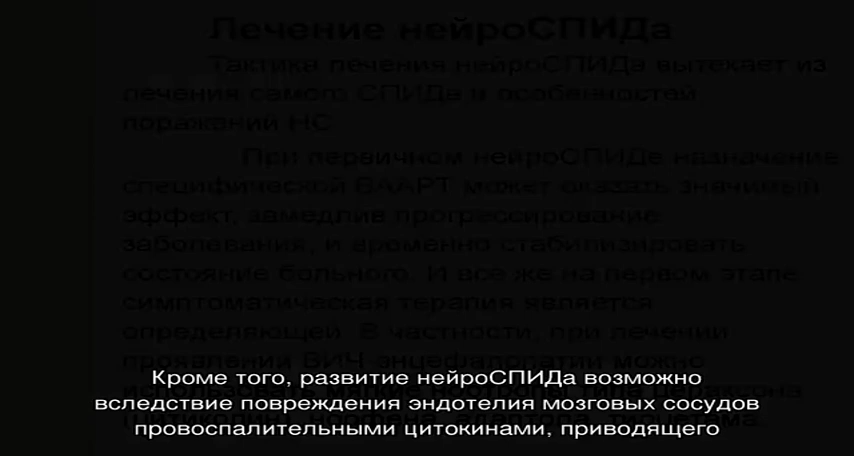 Лечение нейроСПИДа
Тактика лечения нейроСПИДа вытекает из
лечения самого СПИДа и особенностей
поражений НС
При первичном нейроСПИДе назначение
специфической ВААРТ может оказать значимый
эффект, замедлив прогрессирование
заболевания, и временно стабилизировать
состояние больного. И все же на первом этапе
симптоматическая терапия является
определяющей. В частности, при лечении
проявлений ВИЧ энцефалопатии можно
Кроме того, развитие нейроСПИДа возможно
вследствие повреждения эндотелия мозговых сосудов
провоспалительными цитокинами, приводящего